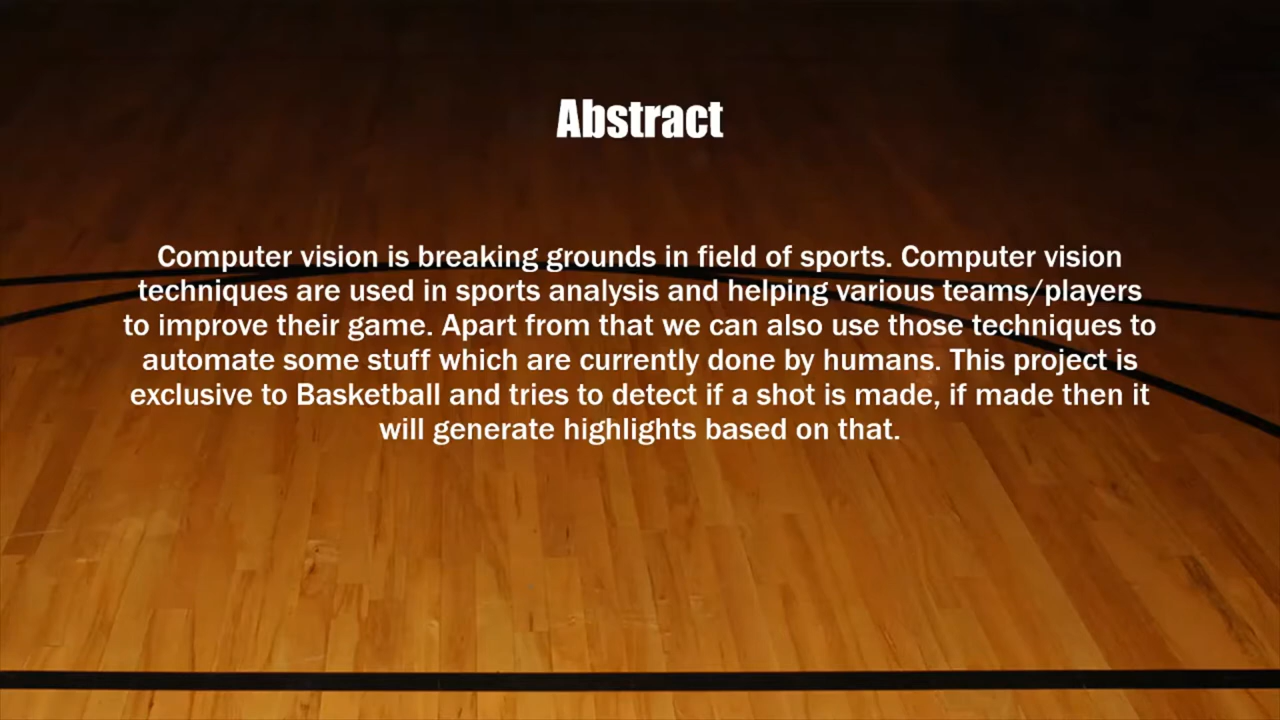 Abstract
Computer vision is breaking grounds in field of sports. Computer vision
techniques are used in sports analysis and helping various teams/players
to improve their game. Apart from that we can also use those techniques to
automate some stuff which are currently done by humans. This project is
exclusive to Basketball and tries to detect if a shot is made, if made then it
will generate highlights based on that.